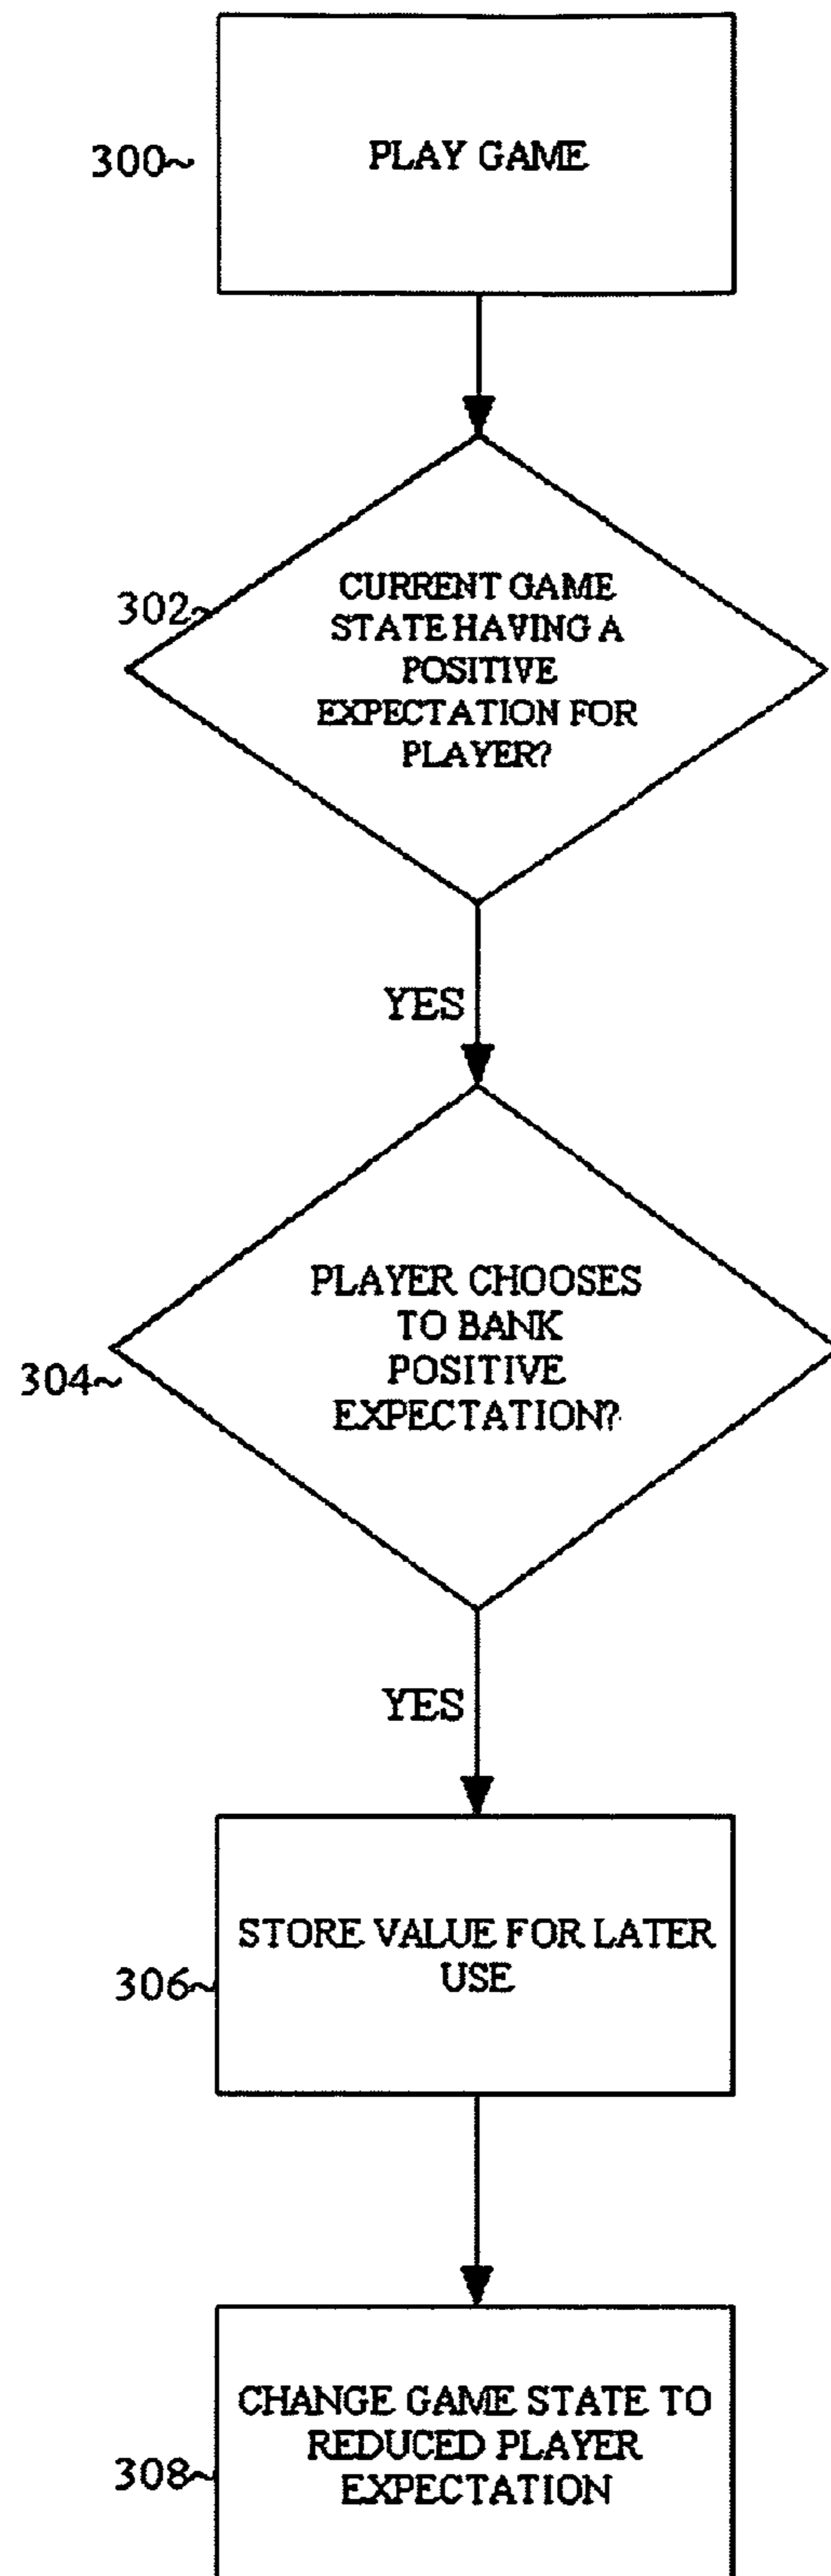 300~
PLAY GAME
302~
CURRENT GAME
STATE HAVING A
POSITIVE
EXPECTATION FOR
PLAYER?
YES
PLAYER CHOOSES
TO BANK
POSITIVE
EXPECTATION?
304~
YES
STORE VALUE FOR LATER
USE
306~
CHANGE GAME STATE TO
REDUCED PLAYER
EXPECTATION
308~